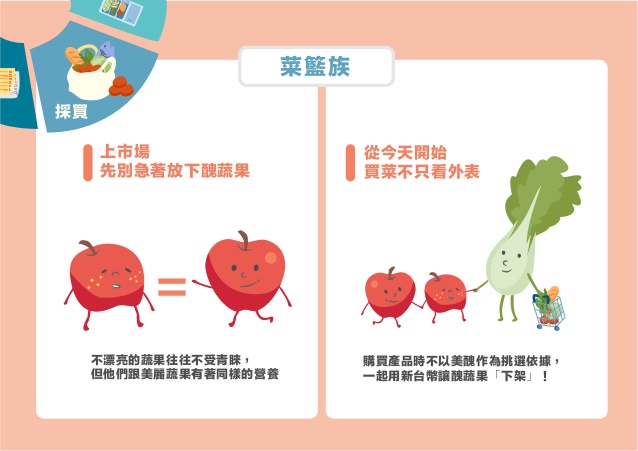 採買
菜籃族
上市場
先別急著放下醜蔬果
不漂亮的蔬果往往不受青睞，
但他們跟美麗蔬果有著同樣的營養
從今天開始
買菜不只看外表
購買產品時不以美醜作為挑選依據，
一起用新台幣讓醜蔬果「下架」！